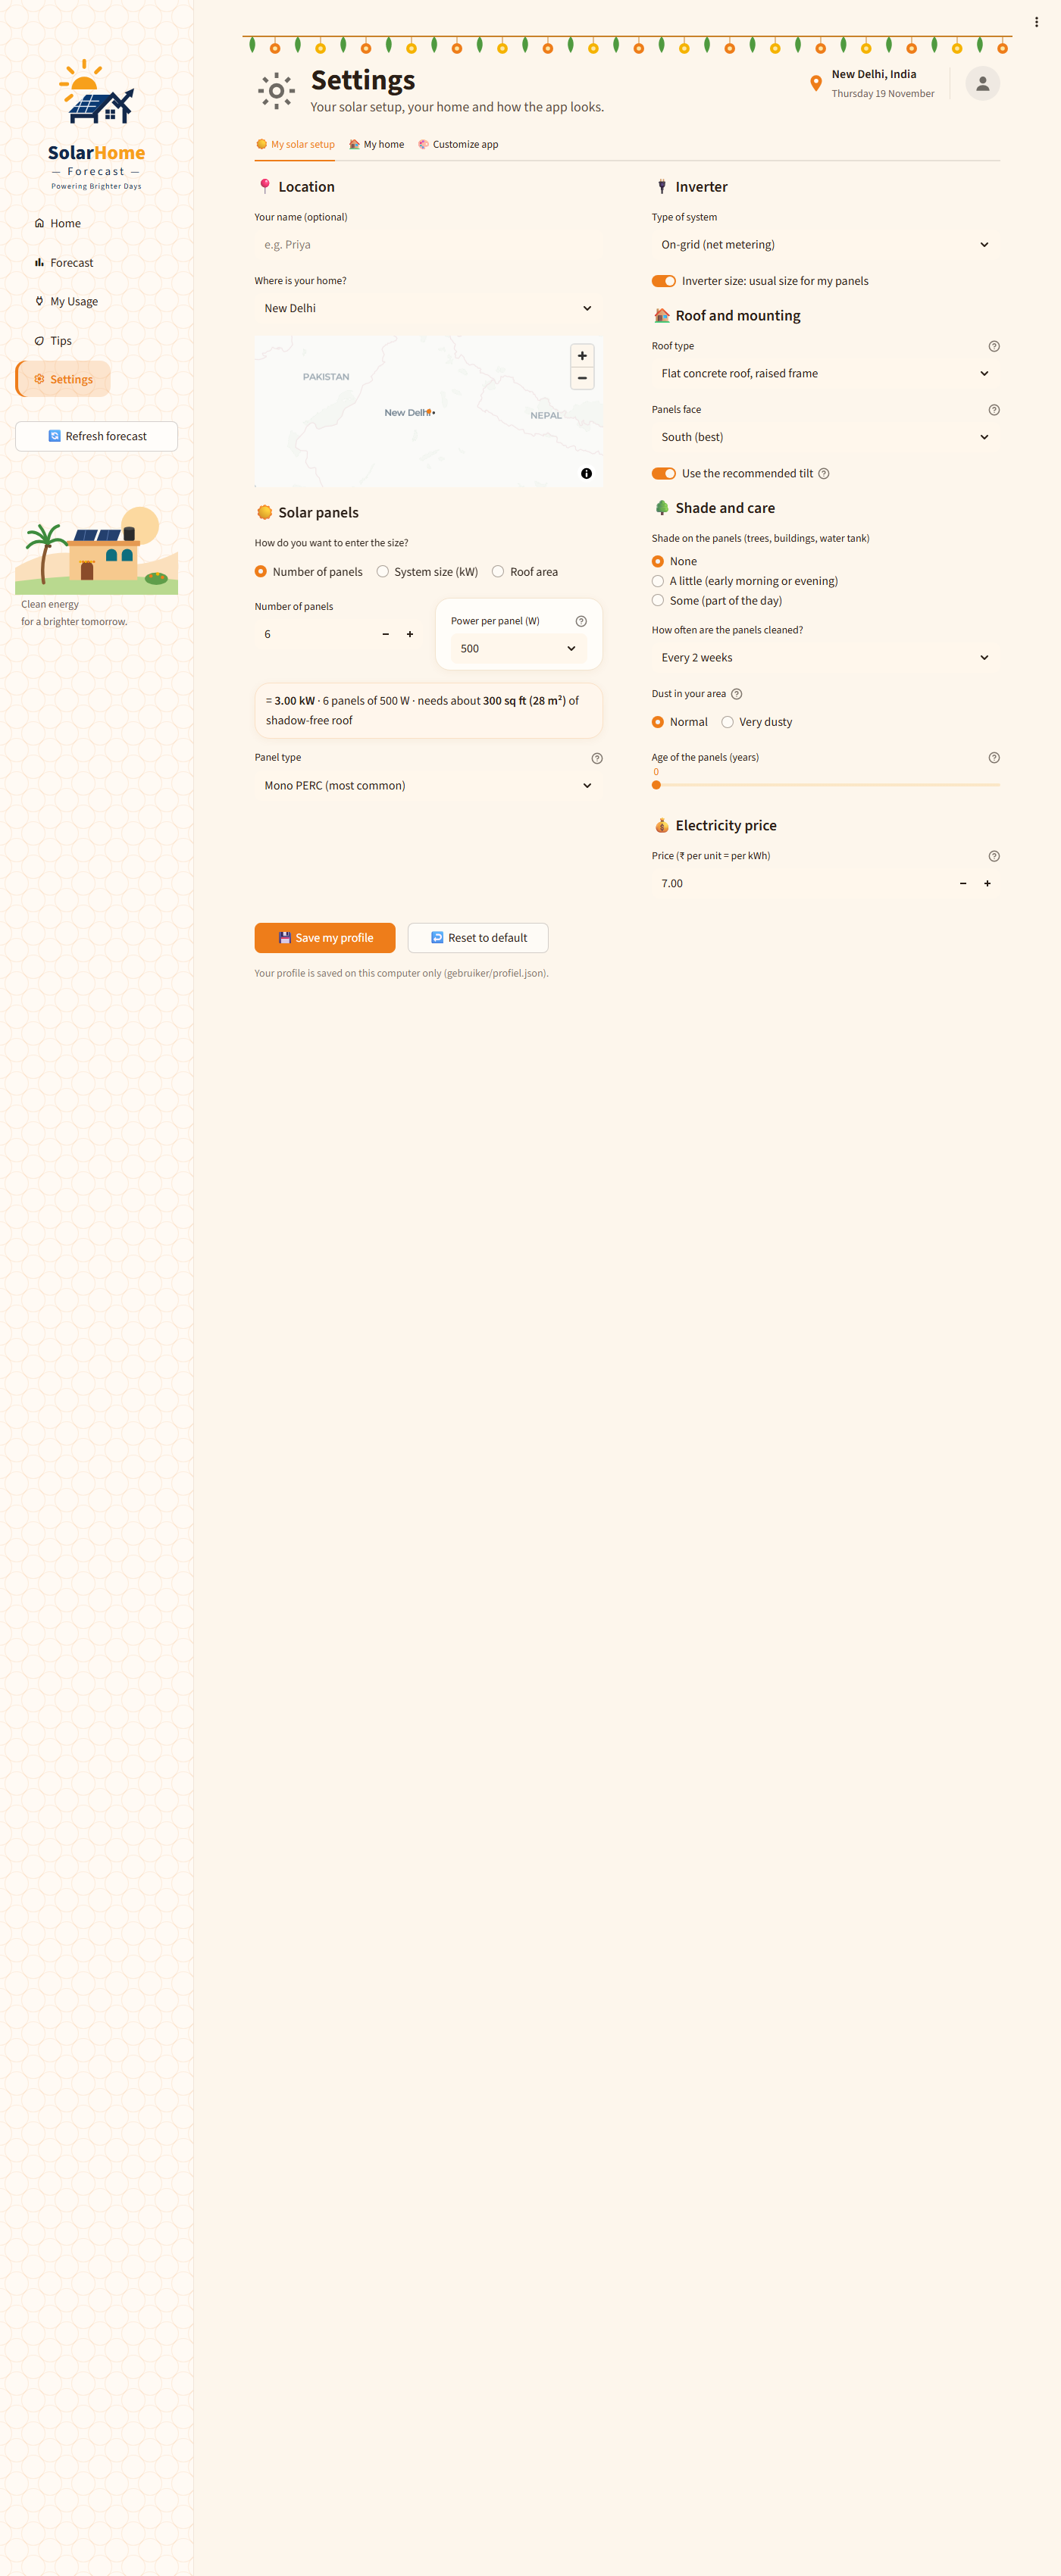 SolarHome
— Forecast —
Powering Brighter Days
Home
Forecast
My Usage
Tips
Settings
Refresh forecast
Clean energy
for a brighter tomorrow.
Settings
Your solar setup, your home and how the app looks.
New Delhi, India
Thursday 19 November
My solar setup
My home
Customize app
Location
Your name (optional)
e.g. Priya
Where is your home?
New Delhi
PAKISTAN
New Delhi
NEPAL
Solar panels
How do you want to enter the size?
Number of panels
System size (kW)
Roof area
Number of panels
6
Power per panel (W)
500
= 3.00 kW · 6 panels of 500 W · needs about 300 sq ft (28 m²) of
shadow-free roof
Panel type
Mono PERC (most common)
Inverter
Type of system
On-grid (net metering)
Inverter size: usual size for my panels
Roof and mounting
Roof type
Flat concrete roof, raised frame
Panels face
South (best)
Use the recommended tilt
Shade and care
Shade on the panels (trees, buildings, water tank)
None
A little (early morning or evening)
Some (part of the day)
How often are the panels cleaned?
Every 2 weeks
Dust in your area
Normal
Very dusty
Age of the panels (years)
0
Electricity price
Price (₹ per unit = per kWh)
7.00
Save my profile
Reset to default
Your profile is saved on this computer only (gebruiker/profiel.json).